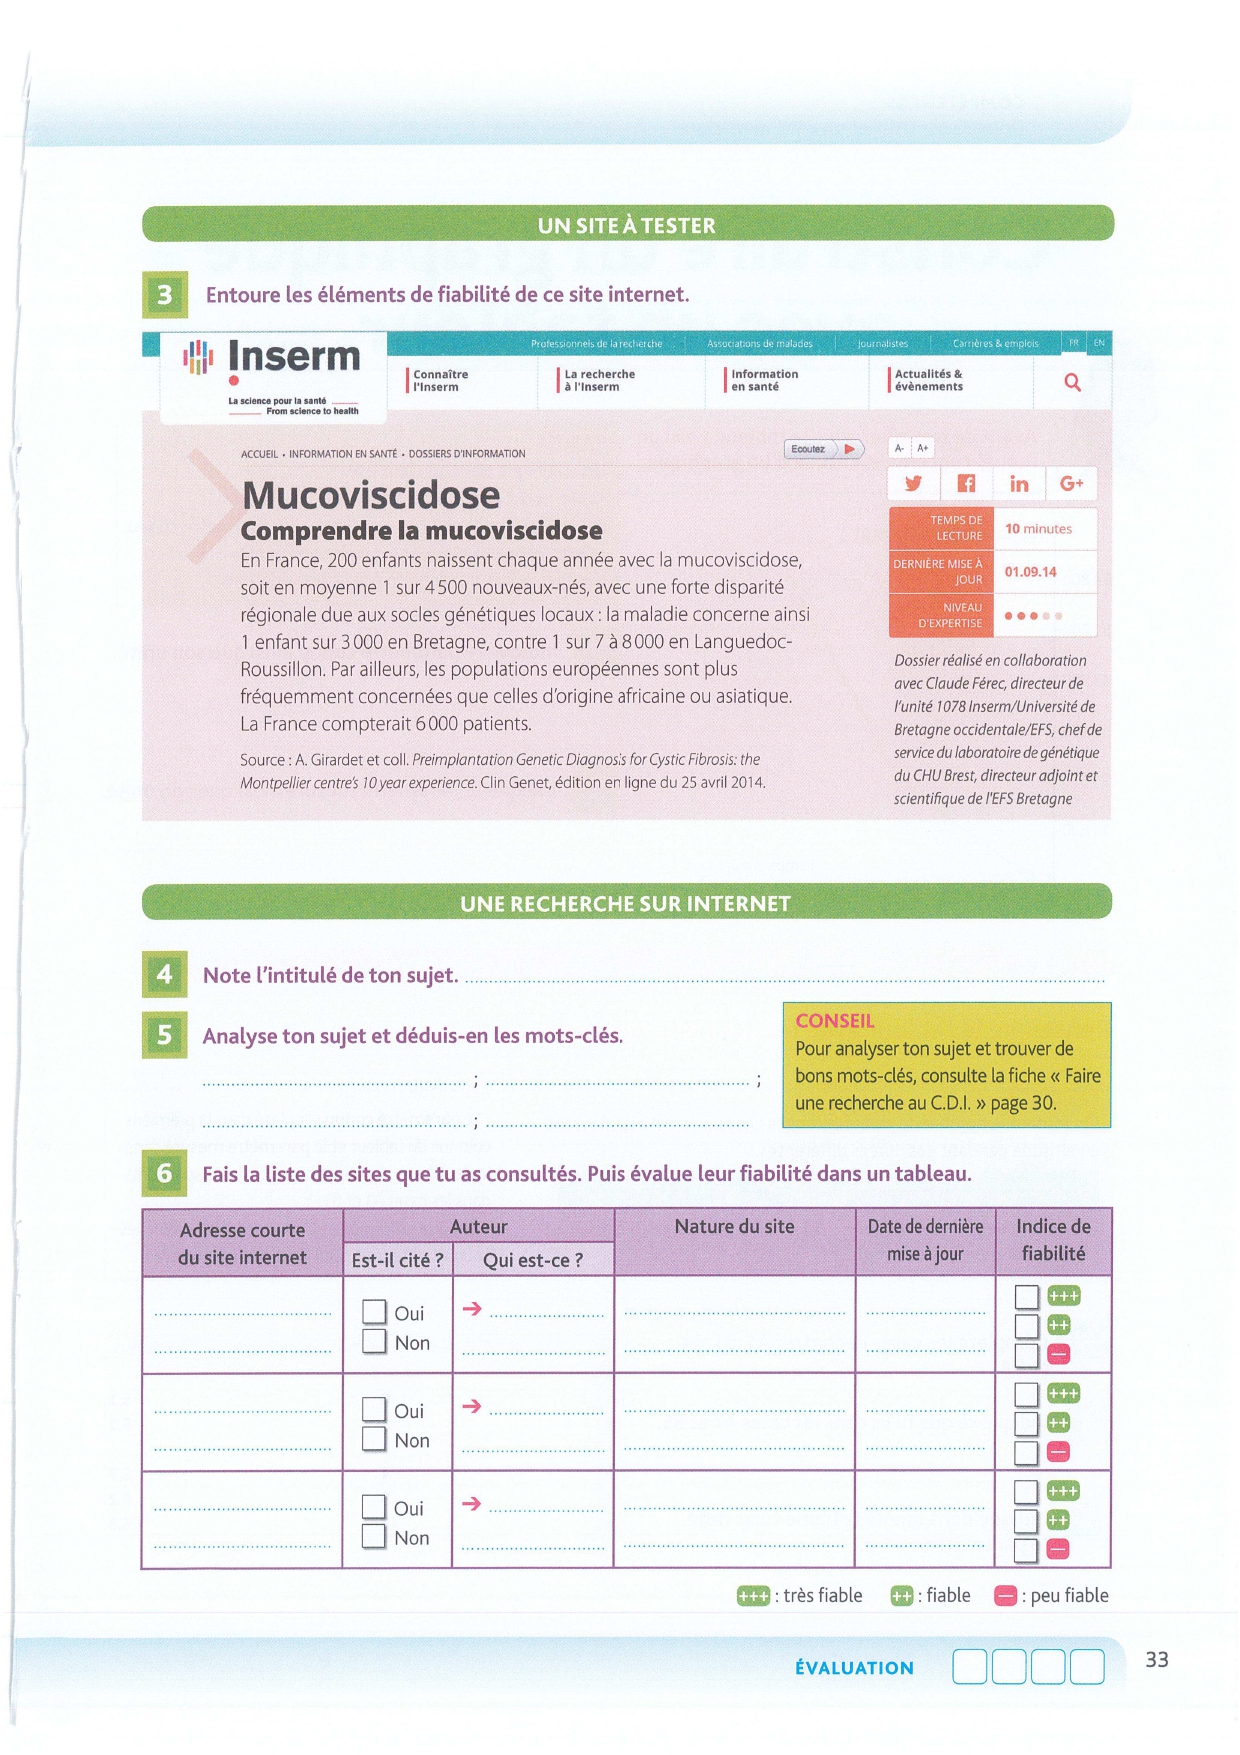 UN SITE À TESTER
3 Entoure les éléments de fiabilité de ce site internet.
Professionnels de la recherche Associations de malades Journalistes Carrières & emplois FR EN
Inserm
La science pour la santé
From science to health
Connaître
l'Inserm
La recherche
à l'Inserm
Information
en santé
Actualités &
évènements
ACCUEIL • INFORMATION EN SANTÉ • DOSSIERS D'INFORMATION
Ecoutez
A- A+
Mucoviscidose
Comprendre la mucoviscidose
En France, 200 enfants naissent chaque année avec la mucoviscidose,
soit en moyenne 1 sur 4 500 nouveaux-nés, avec une forte disparité
régionale due aux socles génétiques locaux : la maladie concerne ainsi
1 enfant sur 3 000 en Bretagne, contre 1 sur 7 à 8 000 en Languedoc-
Roussillon. Par ailleurs, les populations européennes sont plus
fréquemment concernées que celles d'origine africaine ou asiatique.
La France compterait 6 000 patients.
Source : A. Girardet et coll. Preimplantation Genetic Diagnosis for Cystic Fibrosis: the
Montpellier centre's 10 year experience. Clin Genet, édition en ligne du 25 avril 2014.
in G+
TEMPS DE
LECTURE
10 minutes
DERNIÈRE MISE À
JOUR
01.09.14
NIVEAU
D'EXPERTISE
Dossier réalisé en collaboration
avec Claude Férec, directeur de
l'unité 1078 Inserm/Université de
Bretagne occidentale/EFS, chef de
service du laboratoire de génétique
du CHU Brest, directeur adjoint et
scientifique de l'EFS Bretagne
UNE RECHERCHE SUR INTERNET
4 Note l'intitulé de ton sujet.
5 Analyse ton sujet et déduis-en les mots-clés.
; ;
;
CONSEIL
Pour analyser ton sujet et trouver de
bons mots-clés, consulte la fiche « Faire
une recherche au C.D.I. » page 30.
6 Fais la liste des sites que tu as consultés. Puis évalue leur fiabilité dans un tableau.
Adresse courte
du site internet
Auteur
Est-il cité ?
Qui est-ce ?
Nature du site
Date de dernière
mise à jour
Indice de
fiabilité
Oui
Non
+++
++
—
Oui
Non
+++
++
—
Oui
Non
+++
++
—
+++ : très fiable ++ : fiable — : peu fiable
ÉVALUATION
33